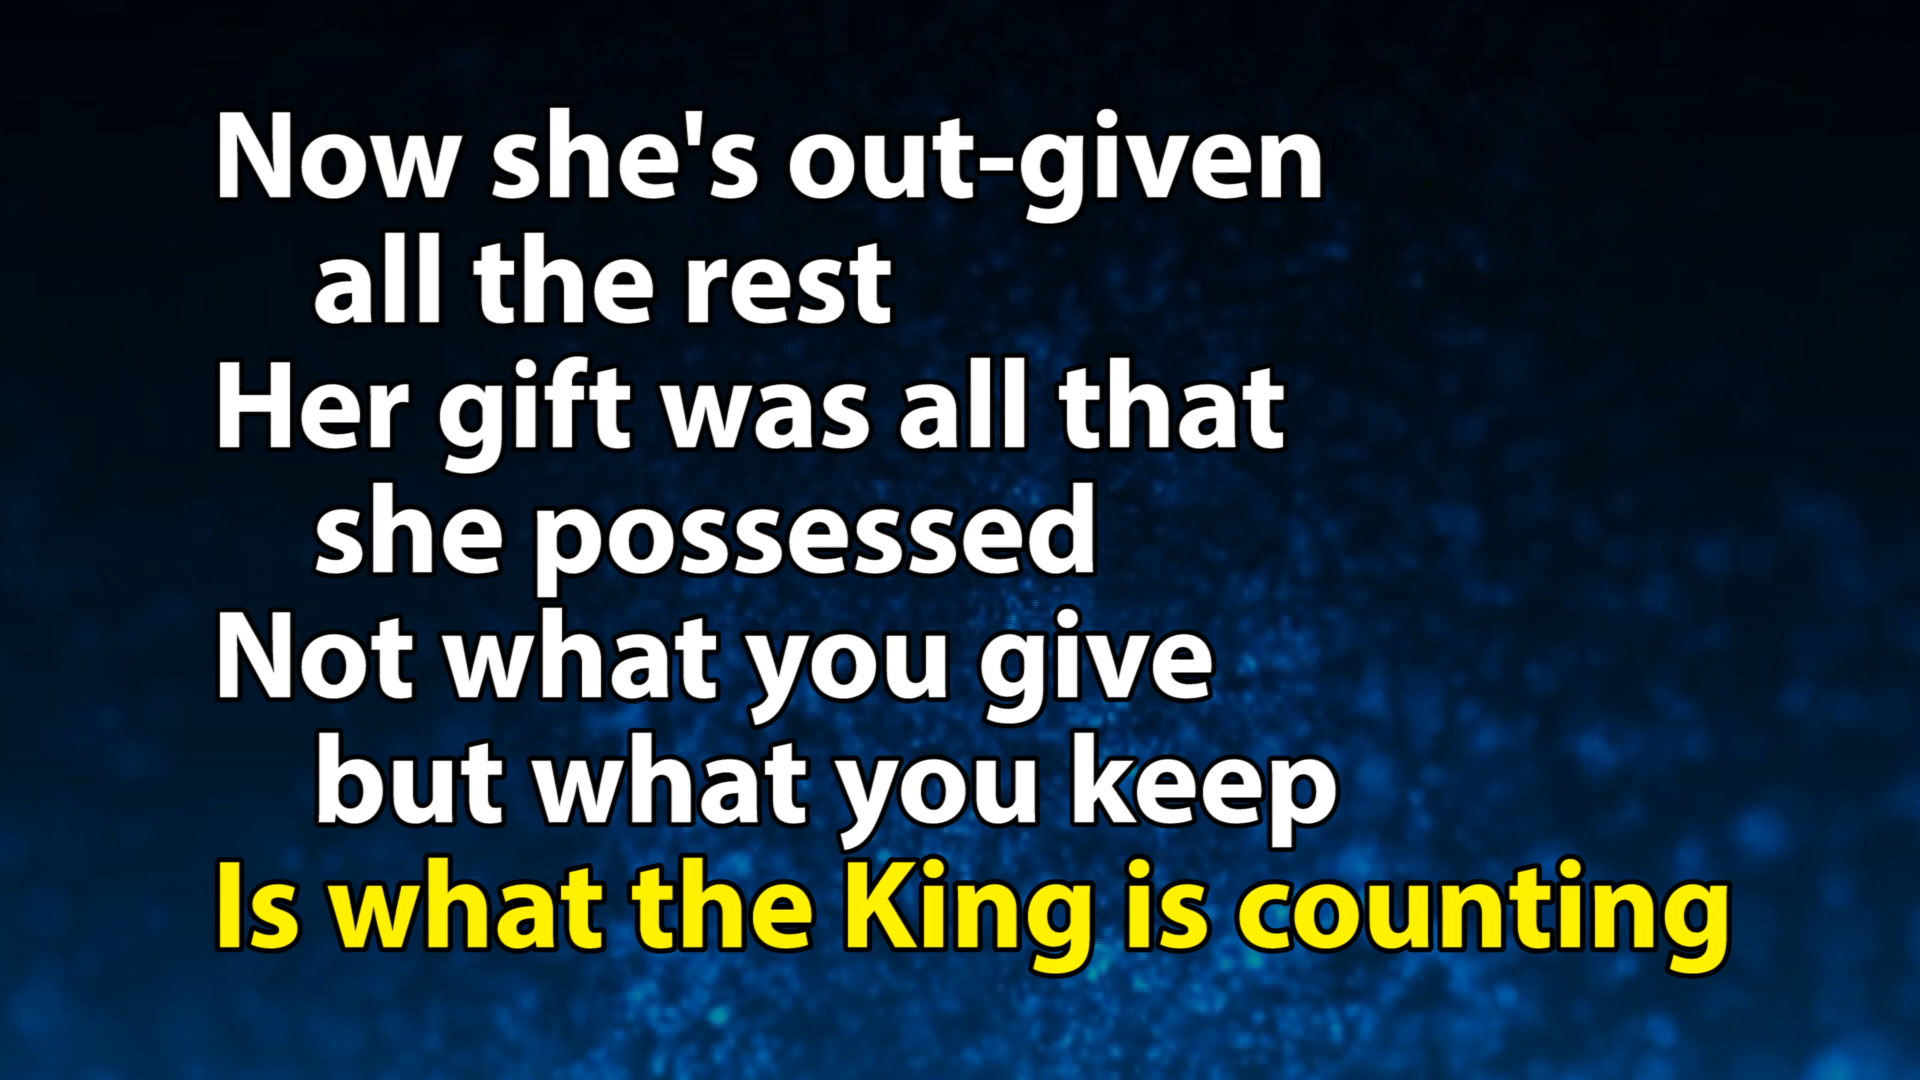 Now she's out-given
all the rest
Her gift was all that
she possessed
Not what you give
but what you keep
Is what the King is counting